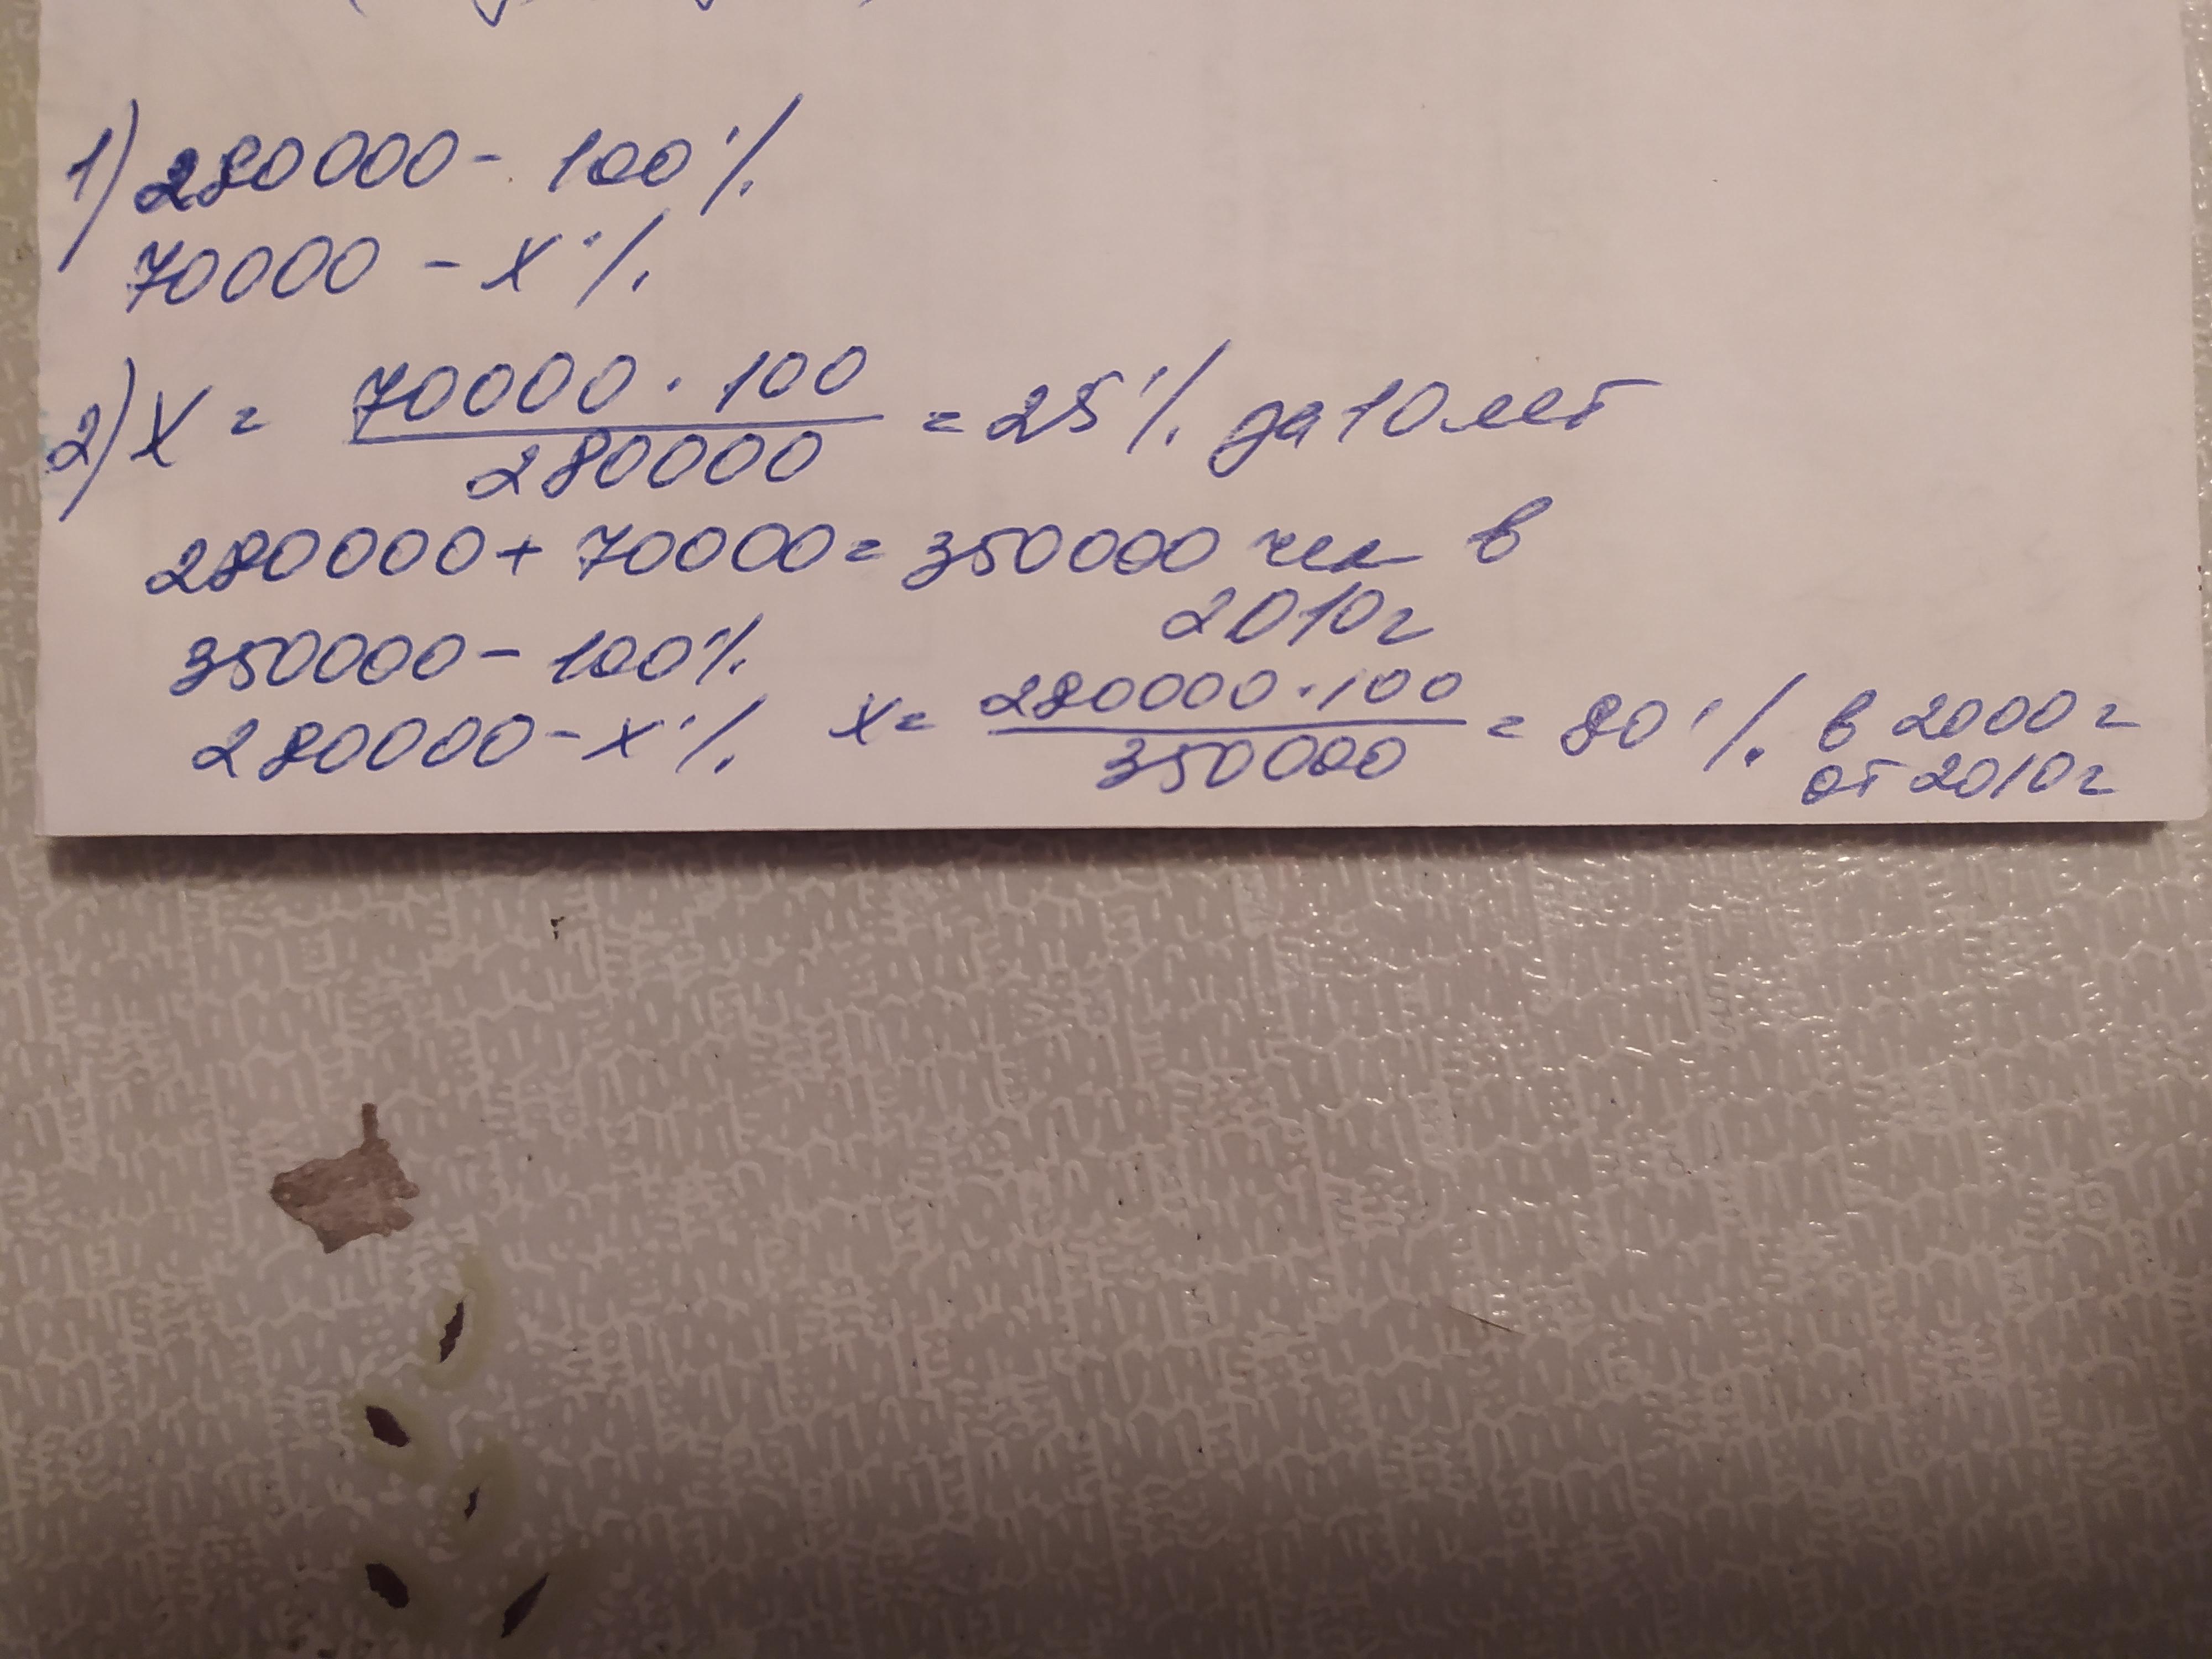 1) 280000 - 100%
70000 - x%
2) x = 70000 · 100 / 280000 = 25% за 10 лет
280000 + 70000 = 350000 чел в
2010г
350000 - 100%
280000 - x% x = 280000 · 100 / 350000 = 80% в 2000г
от 2010г